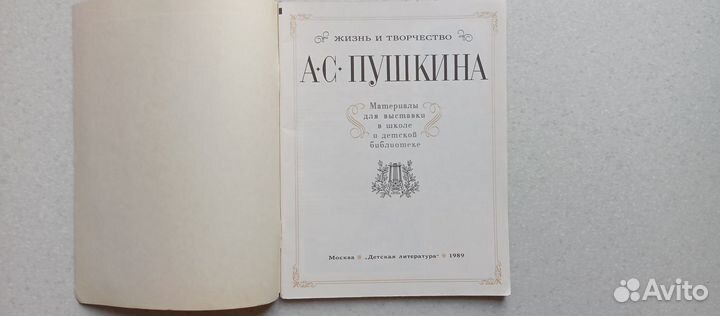 ЖИЗНЬ И ТВОРЧЕСТВО
А·С·ПУШКИНА
Материалы
для выставки
в школе
и детской
библиотеке
Москва „Детская литература" 1989
Avito